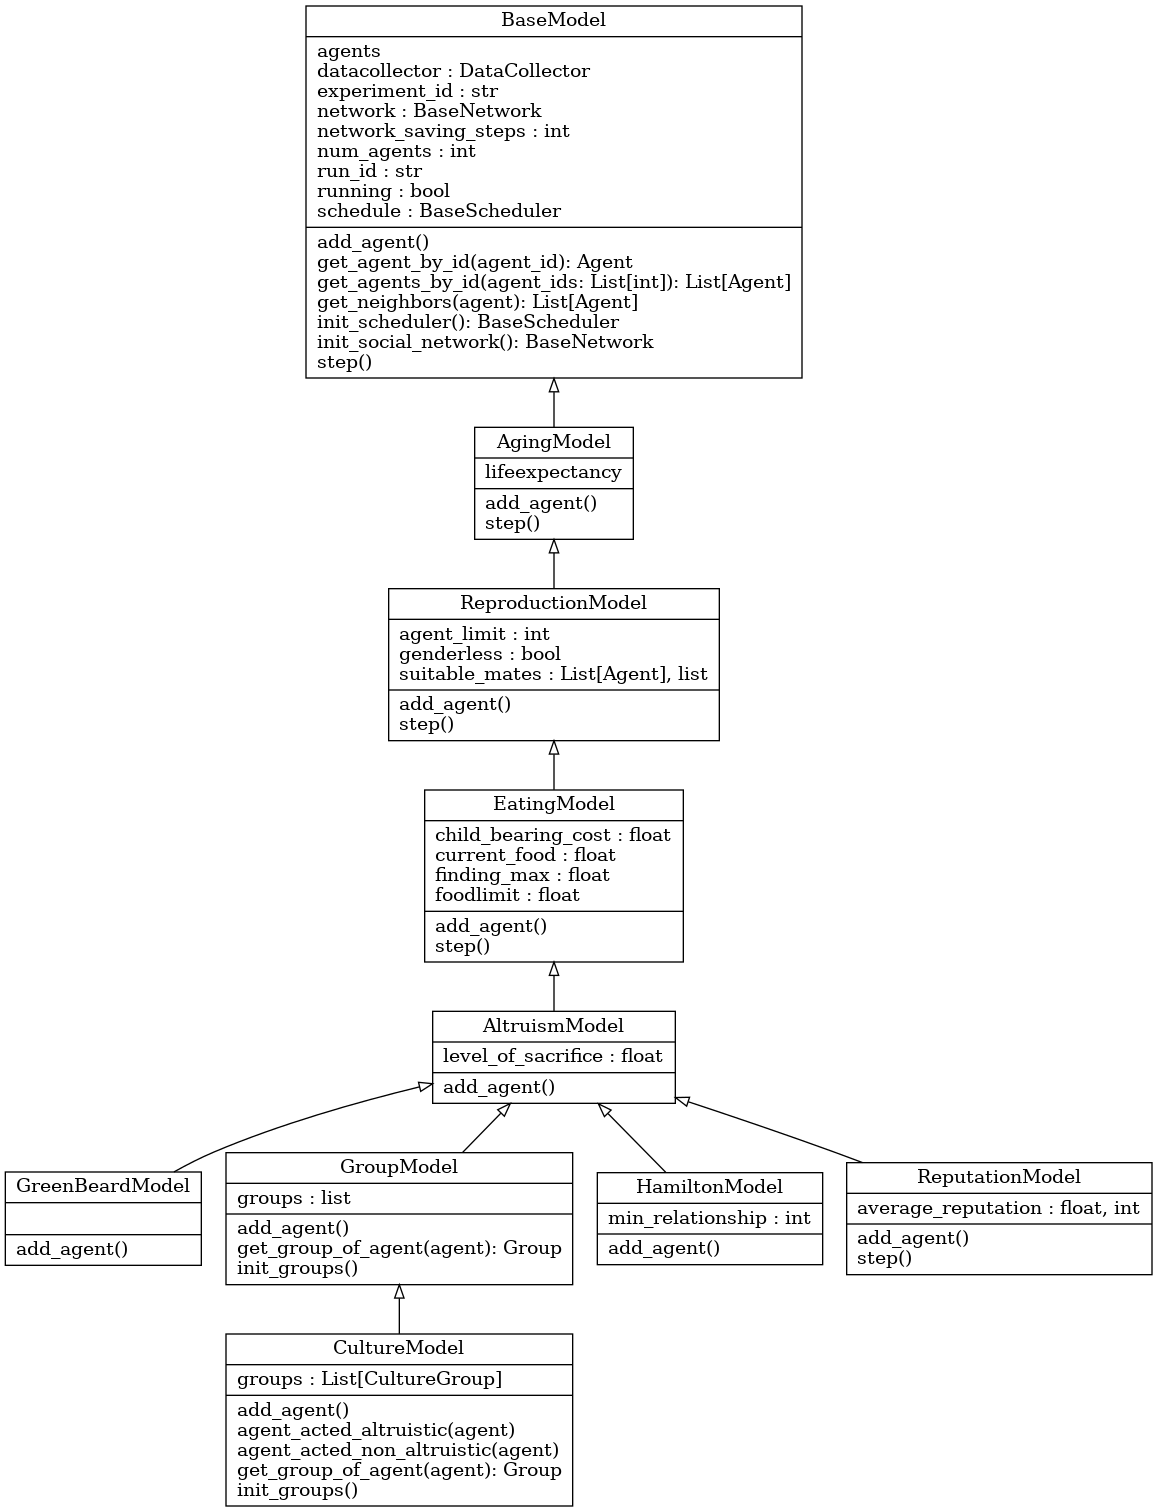 BaseModel
agents
datacollector : DataCollector
experiment_id : str
network : BaseNetwork
network_saving_steps : int
num_agents : int
run_id : str
running : bool
schedule : BaseScheduler
add_agent()
get_agent_by_id(agent_id): Agent
get_agents_by_id(agent_ids: List[int]): List[Agent]
get_neighbors(agent): List[Agent]
init_scheduler(): BaseScheduler
init_social_network(): BaseNetwork
step()
AgingModel
lifeexpectancy
add_agent()
step()
ReproductionModel
agent_limit : int
genderless : bool
suitable_mates : List[Agent], list
add_agent()
step()
EatingModel
child_bearing_cost : float
current_food : float
finding_max : float
foodlimit : float
add_agent()
step()
AltruismModel
level_of_sacrifice : float
add_agent()
GreenBeardModel
add_agent()
GroupModel
groups : list
add_agent()
get_group_of_agent(agent): Group
init_groups()
HamiltonModel
min_relationship : int
add_agent()
ReputationModel
average_reputation : float, int
add_agent()
step()
CultureModel
groups : List[CultureGroup]
add_agent()
agent_acted_altruistic(agent)
agent_acted_non_altruistic(agent)
get_group_of_agent(agent): Group
init_groups()